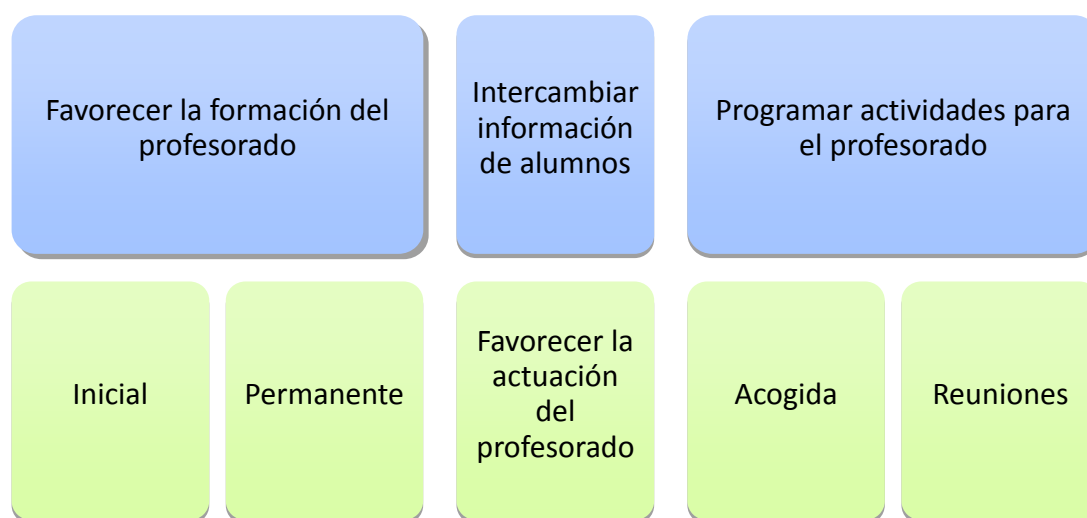 Favorecer la formación del
profesorado
Intercambiar
información
de alumnos
Programar actividades para
el profesorado
Inicial
Permanente
Favorecer la
actuación
del
profesorado
Acogida
Reuniones